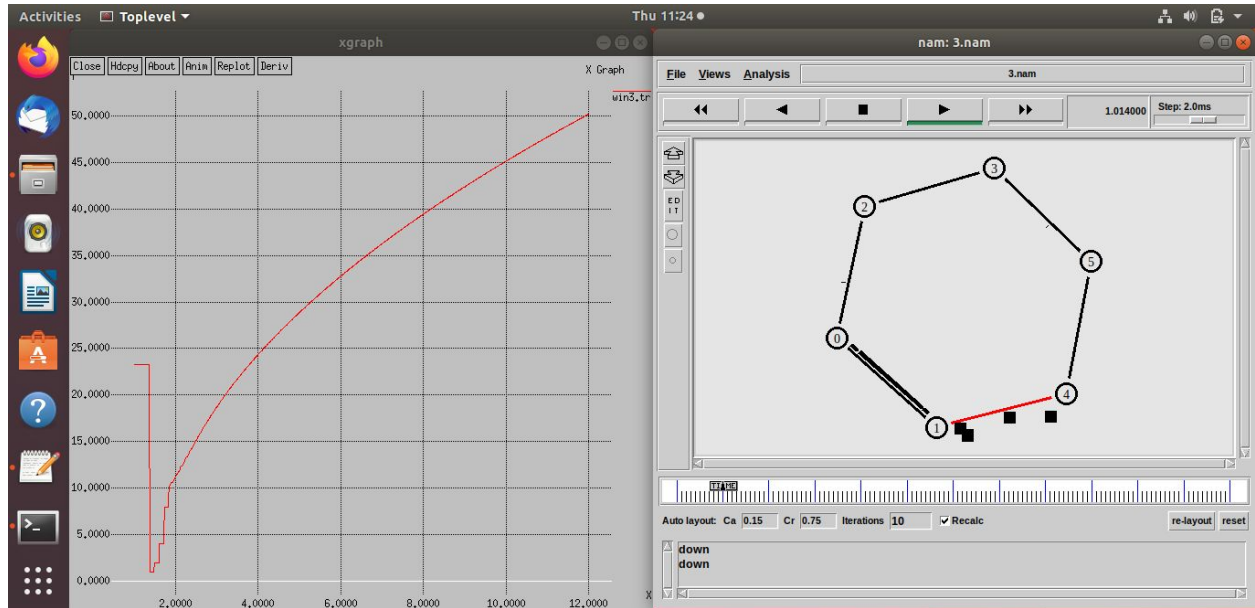 Activities Toplevel Thu 11:24
xgraph
Close Hdcpy About Anim Replot Deriv
X Graph
win3.tr
50.0000
45.0000
40.0000
35.0000
30.0000
25.0000
20.0000
15.0000
10.0000
5.0000
0.0000
2.0000 4.0000 6.0000 8.0000 10.0000 12.0000
X
nam: 3.nam
File Views Analysis 3.nam
1.014000 Step: 2.0ms
ED
IT
3
2
5
0
4
1
TIME
Auto layout: Ca 0.15 Cr 0.75 Iterations 10 Recalc re-layout reset
down
down